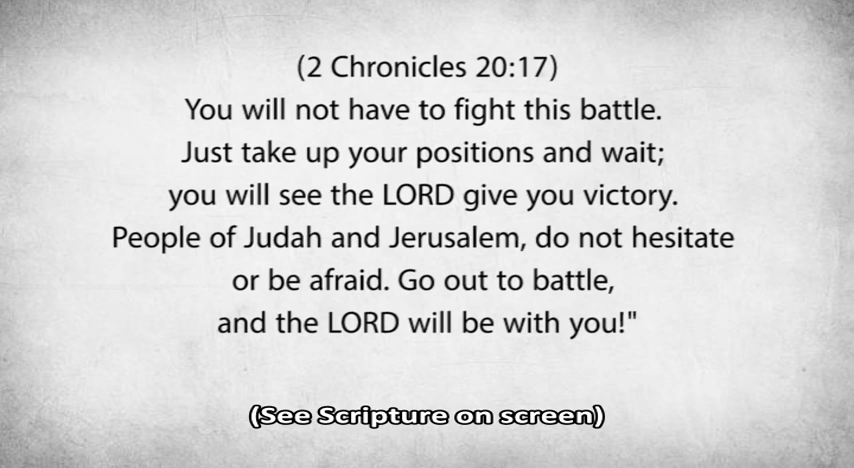 (2 Chronicles 20:17)
You will not have to fight this battle.
Just take up your positions and wait;
you will see the LORD give you victory.
People of Judah and Jerusalem, do not hesitate
or be afraid. Go out to battle,
and the LORD will be with you!"
(See Scripture on screen)